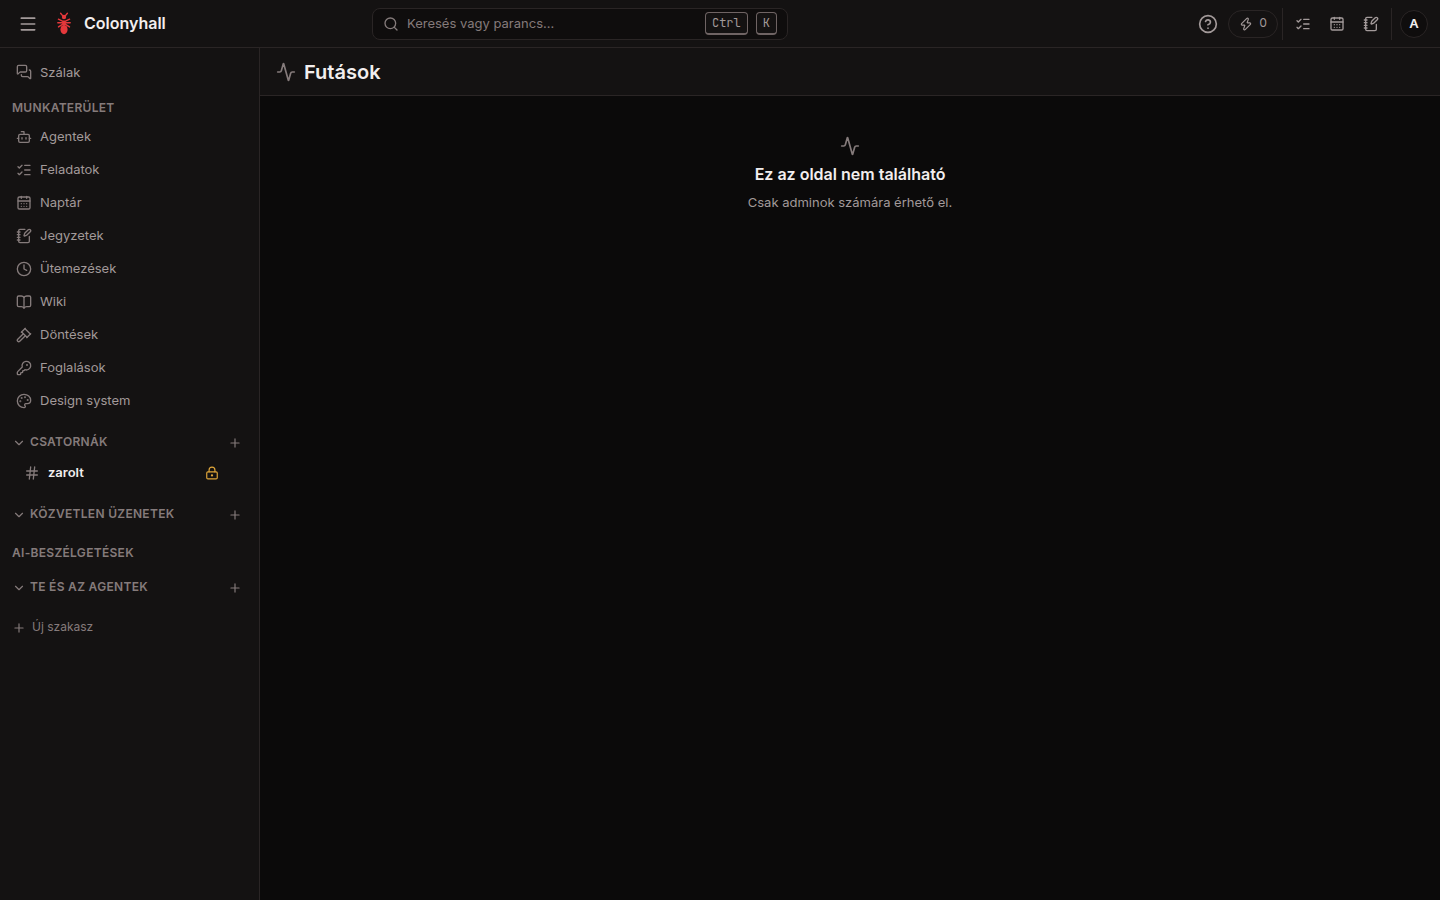 Colonyhall
Keresés vagy parancs...
Ctrl
K
0
A
Szálak
MUNKATERÜLET
Agentek
Feladatok
Naptár
Jegyzetek
Ütemezések
Wiki
Döntések
Foglalások
Design system
CSATORNÁK
zarolt
KÖZVETLEN ÜZENETEK
AI-BESZÉLGETÉSEK
TE ÉS AZ AGENTEK
Új szakasz
Futások
Ez az oldal nem található
Csak adminok számára érhető el.